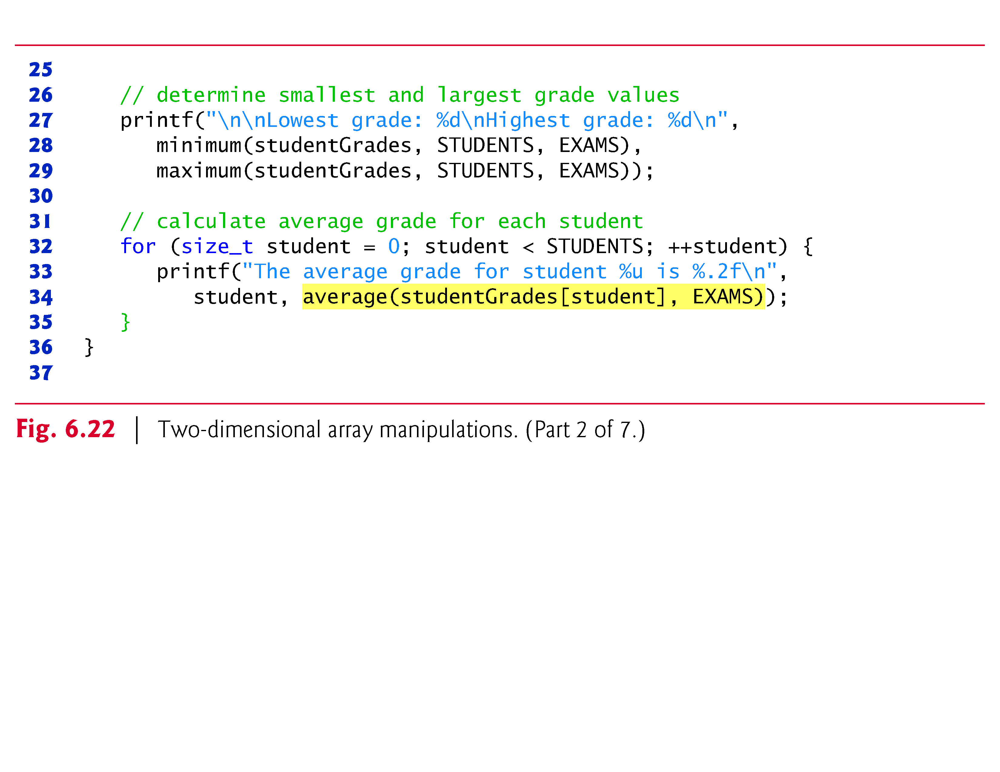 25
26 // determine smallest and largest grade values
27 printf("\n\nLowest grade: %d\nHighest grade: %d\n",
28 minimum(studentGrades, STUDENTS, EXAMS),
29 maximum(studentGrades, STUDENTS, EXAMS));
30
31 // calculate average grade for each student
32 for (size_t student = 0; student < STUDENTS; ++student) {
33 printf("The average grade for student %u is %.2f\n",
34 student, average(studentGrades[student], EXAMS));
35 }
36 }
37
Fig. 6.22 | Two-dimensional array manipulations. (Part 2 of 7.)